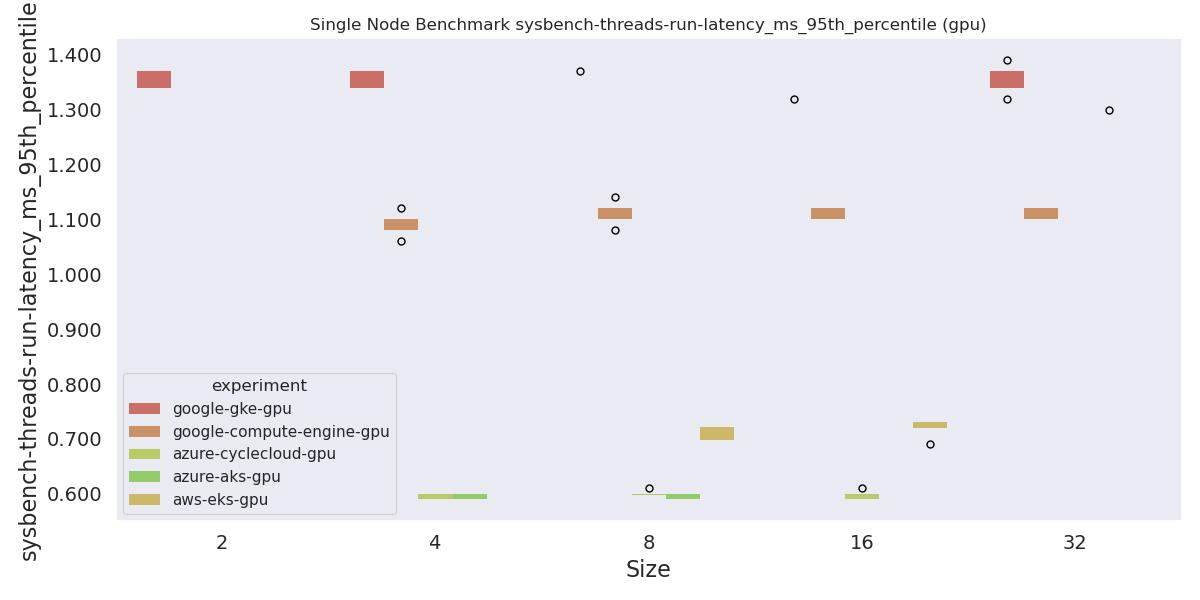 Single Node Benchmark sysbench-threads-run-latency_ms_95th_percentile (gpu)
sysbench-threads-run-latency_ms_95th_percentile
1.400
1.300
1.200
1.100
1.000
0.900
0.800
0.700
0.600
experiment
google-gke-gpu
google-compute-engine-gpu
azure-cyclecloud-gpu
azure-aks-gpu
aws-eks-gpu
2 4 8 16 32
Size